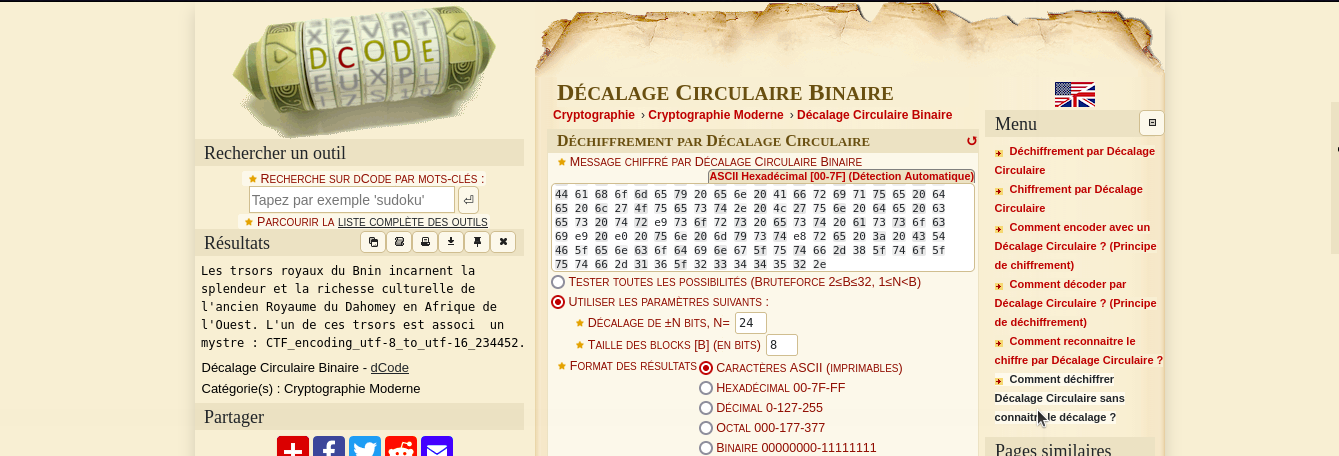 DCODE
Rechercher un outil
★ Recherche sur dCode par mots-clés :
Tapez par exemple 'sudoku'
★ Parcourir la liste complète des outils
Résultats
Les trsors royaux du Bnin incarnent la
splendeur et la richesse culturelle de
l'ancien Royaume du Dahomey en Afrique de
l'Ouest. L'un de ces trsors est associ  un
mystre : CTF_encoding_utf-8_to_utf-16_234452.
Décalage Circulaire Binaire - dCode
Catégorie(s) : Cryptographie Moderne
Partager
Décalage Circulaire Binaire
Cryptographie › Cryptographie Moderne › Décalage Circulaire Binaire
Déchiffrement par Décalage Circulaire
★ Message chiffré par Décalage Circulaire Binaire
ASCII Hexadécimal [00-7F] (Détection Automatique)
44 61 68 6f 6d 65 79 20 65 6e 20 41 66 72 69 71 75 65 20 64
65 20 6c 27 4f 75 65 73 74 2e 20 4c 27 75 6e 20 64 65 20 63
65 73 20 74 72 e9 73 6f 72 73 20 65 73 74 20 61 73 73 6f 63
69 e9 20 e0 20 75 6e 20 6d 79 73 74 e8 72 65 20 3a 20 43 54
46 5f 65 6e 63 6f 64 69 6e 67 5f 75 74 66 2d 38 5f 74 6f 5f
75 74 66 2d 31 36 5f 32 33 34 34 35 32 2e
Tester toutes les possibilités (Bruteforce 2≤B≤32, 1≤N<B)
Utiliser les paramètres suivants :
★ Décalage de ±N bits, N= 24
★ Taille des blocks [B] (en bits) 8
★ Format des résultats Caractères ASCII (imprimables)
Hexadécimal 00-7F-FF
Décimal 0-127-255
Octal 000-177-377
Binaire 00000000-11111111
Menu
Déchiffrement par Décalage
Circulaire
Chiffrement par Décalage
Circulaire
Comment encoder avec un
Décalage Circulaire ? (Principe
de chiffrement)
Comment décoder par
Décalage Circulaire ? (Principe
de déchiffrement)
Comment reconnaitre le
chiffre par Décalage Circulaire ?
Comment déchiffrer
Décalage Circulaire sans
connaitre le décalage ?
Pages similaires